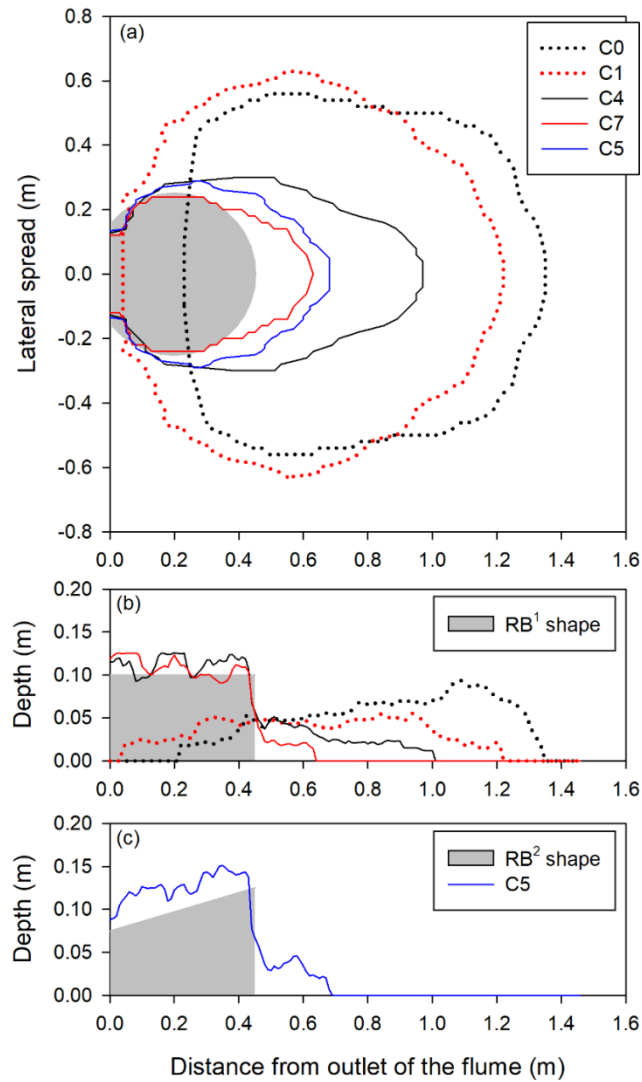 (a)
C0
C1
C4
C7
C5
Lateral spread (m)
0.8
0.6
0.4
0.2
0.0
-0.2
-0.4
-0.6
-0.8
0.0 0.2 0.4 0.6 0.8 1.0 1.2 1.4 1.6
(b)
RB¹ shape
Depth (m)
0.20
0.15
0.10
0.05
0.00
0.0 0.2 0.4 0.6 0.8 1.0 1.2 1.4 1.6
(c)
RB² shape
C5
Depth (m)
0.20
0.15
0.10
0.05
0.00
0.0 0.2 0.4 0.6 0.8 1.0 1.2 1.4 1.6
Distance from outlet of the flume (m)